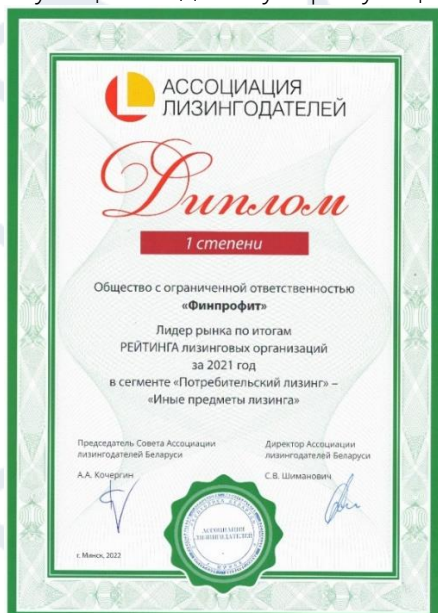 АССОЦИАЦИЯ
ЛИЗИНГОДАТЕЛЕЙ
Диплом
1 степени
Общество с ограниченной ответственностью
«Финпрофит»
Лидер рынка по итогам
РЕЙТИНГА лизинговых организаций
за 2021 год
в сегменте «Потребительский лизинг» –
«Иные предметы лизинга»
Председатель Совета Ассоциации
лизингодателей Беларуси
А.А. Кочергин
Директор Ассоциации
лизингодателей Беларуси
С.В. Шиманович
АССОЦИАЦИЯ
ЛИЗИНГОДАТЕЛЕЙ
г. Минск, 2022